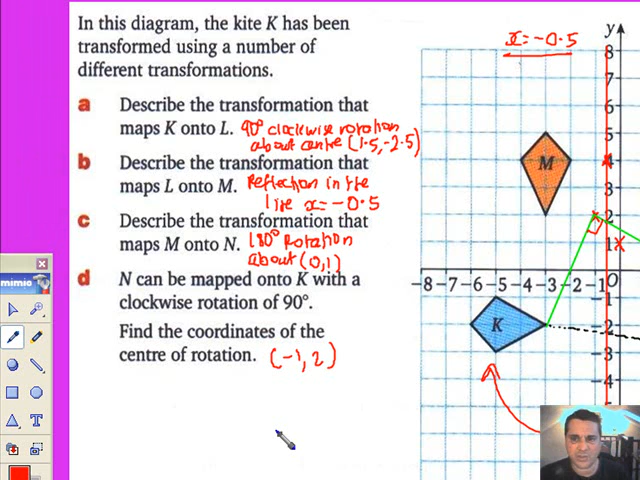 In this diagram, the kite K has been
transformed using a number of
different transformations.
a Describe the transformation that
maps K onto L. 90° clockwise rotation
about centre (1.5, -2.5)
b Describe the transformation that
maps L onto M. Reflection in the
line x = -0.5
c Describe the transformation that
maps M onto N. 180° Rotation
about (0,1)
d N can be mapped onto K with a
clockwise rotation of 90°.
Find the coordinates of the
centre of rotation. (-1, 2)
mimio
T
x = -0.5
y
8
7
6
5
4
3
2
1
-8 -7 -6 -5 -4 -3 -2 -1 0
-1
-2
-3
-4
M
K
x